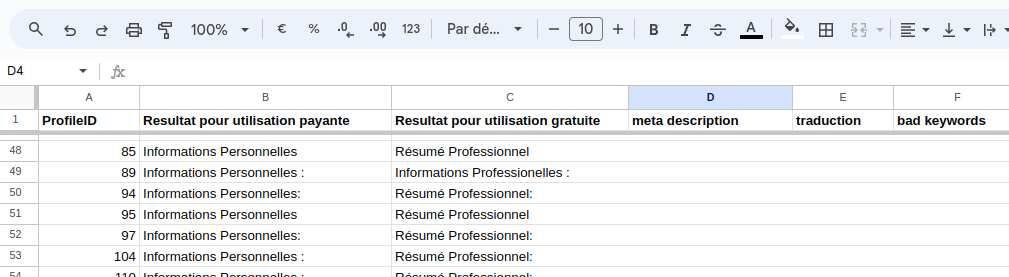 100% € % .0 .00 123 Par dé... 10 B I A
D4 fx
A B C D E F
1 ProfileID Resultat pour utilisation payante Resultat pour utilisation gratuite meta description traduction bad keywords
48 85 Informations Personnelles Résumé Professionnel
49 89 Informations Personnelles : Informations Professionelles :
50 94 Informations Personnelles: Résumé Professionnel:
51 95 Informations Personnelles Résumé Professionnel
52 97 Informations Personnelles: Résumé Professionnel:
53 104 Informations Personnelles : Résumé Professionnel:
54 110 Informations Personnelles : Résumé Professionnel: